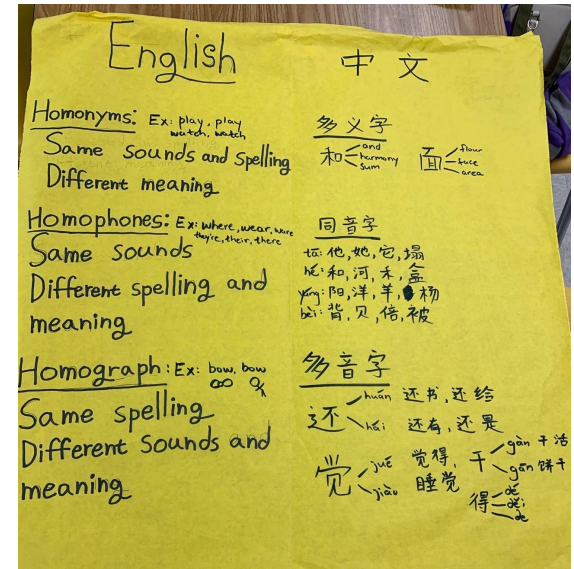 English
Homonyms: Ex: play, play
watch, watch
Same sounds and spelling
Different meaning
Homophones: Ex: where, wear, ware
they're, their, there
Same sounds
Different spelling and
meaning
Homograph: Ex: bow, bow
Same spelling
Different sounds and
meaning
中文
多义字
和 and
harmony
sum
面 flour
face
area
同音字
tā: 他, 她, 它, 塌
hé: 和, 河, 禾, 盒
yáng: 阳, 洋, 羊, 杨
bèi: 背, 贝, 倍, 被
多音字
还 huán 还书, 还给
hái 还有, 还是
觉 jué 觉得,
jiào 睡觉
干 gàn 干活
gān 饼干
得 dé
děi
de